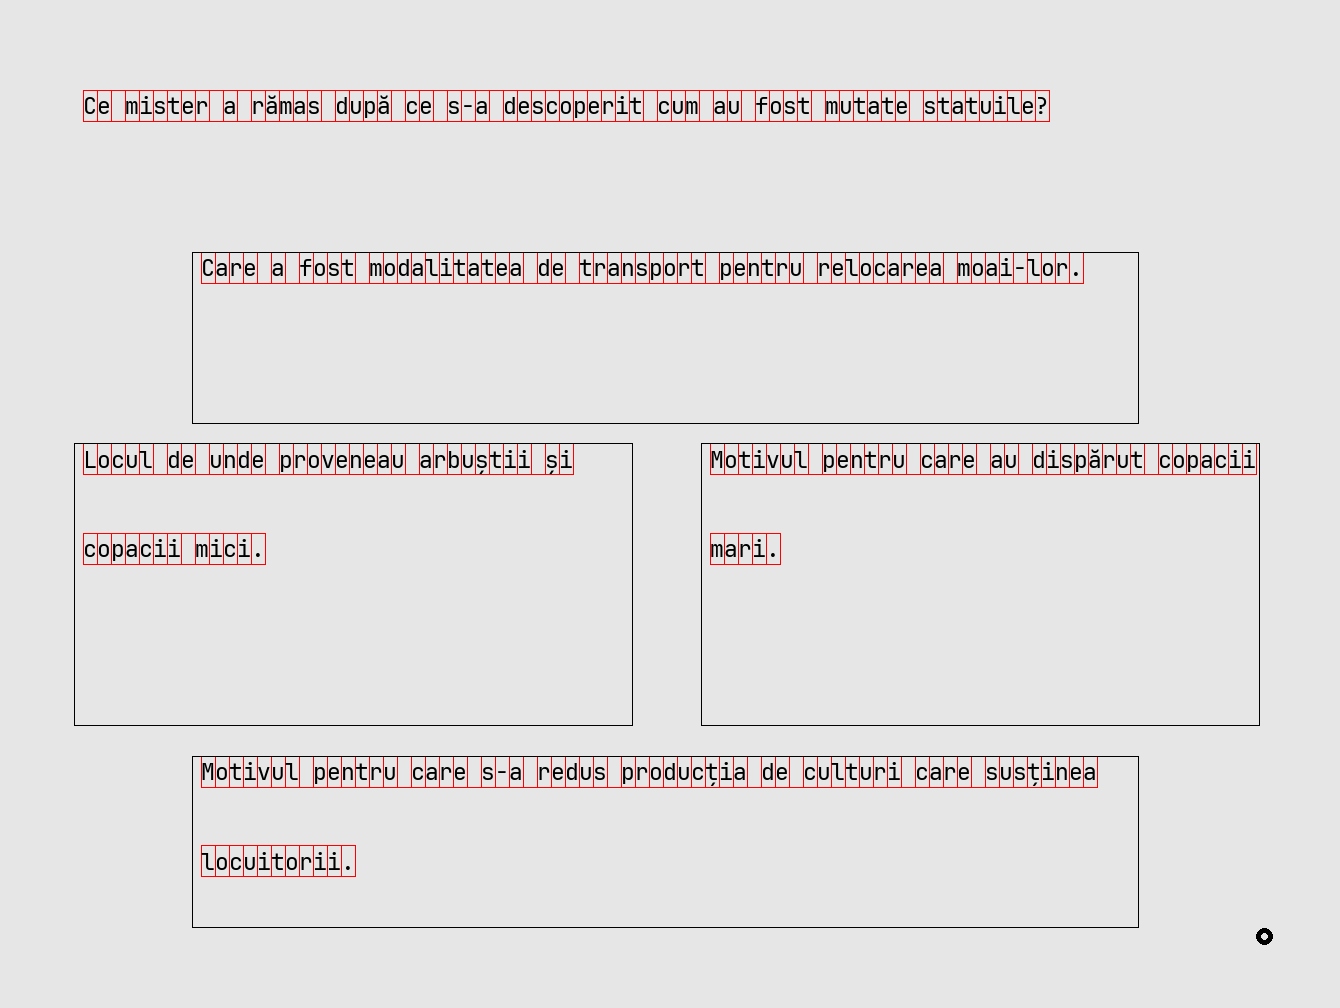 Ce mister a rămas după ce s-a descoperit cum au fost mutate statuile?
Care a fost modalitatea de transport pentru relocarea moai-lor.
Locul de unde proveneau arbuștii și
copacii mici.
Motivul pentru care au dispărut copacii
mari.
Motivul pentru care s-a redus producția de culturi care susținea
locuitorii.